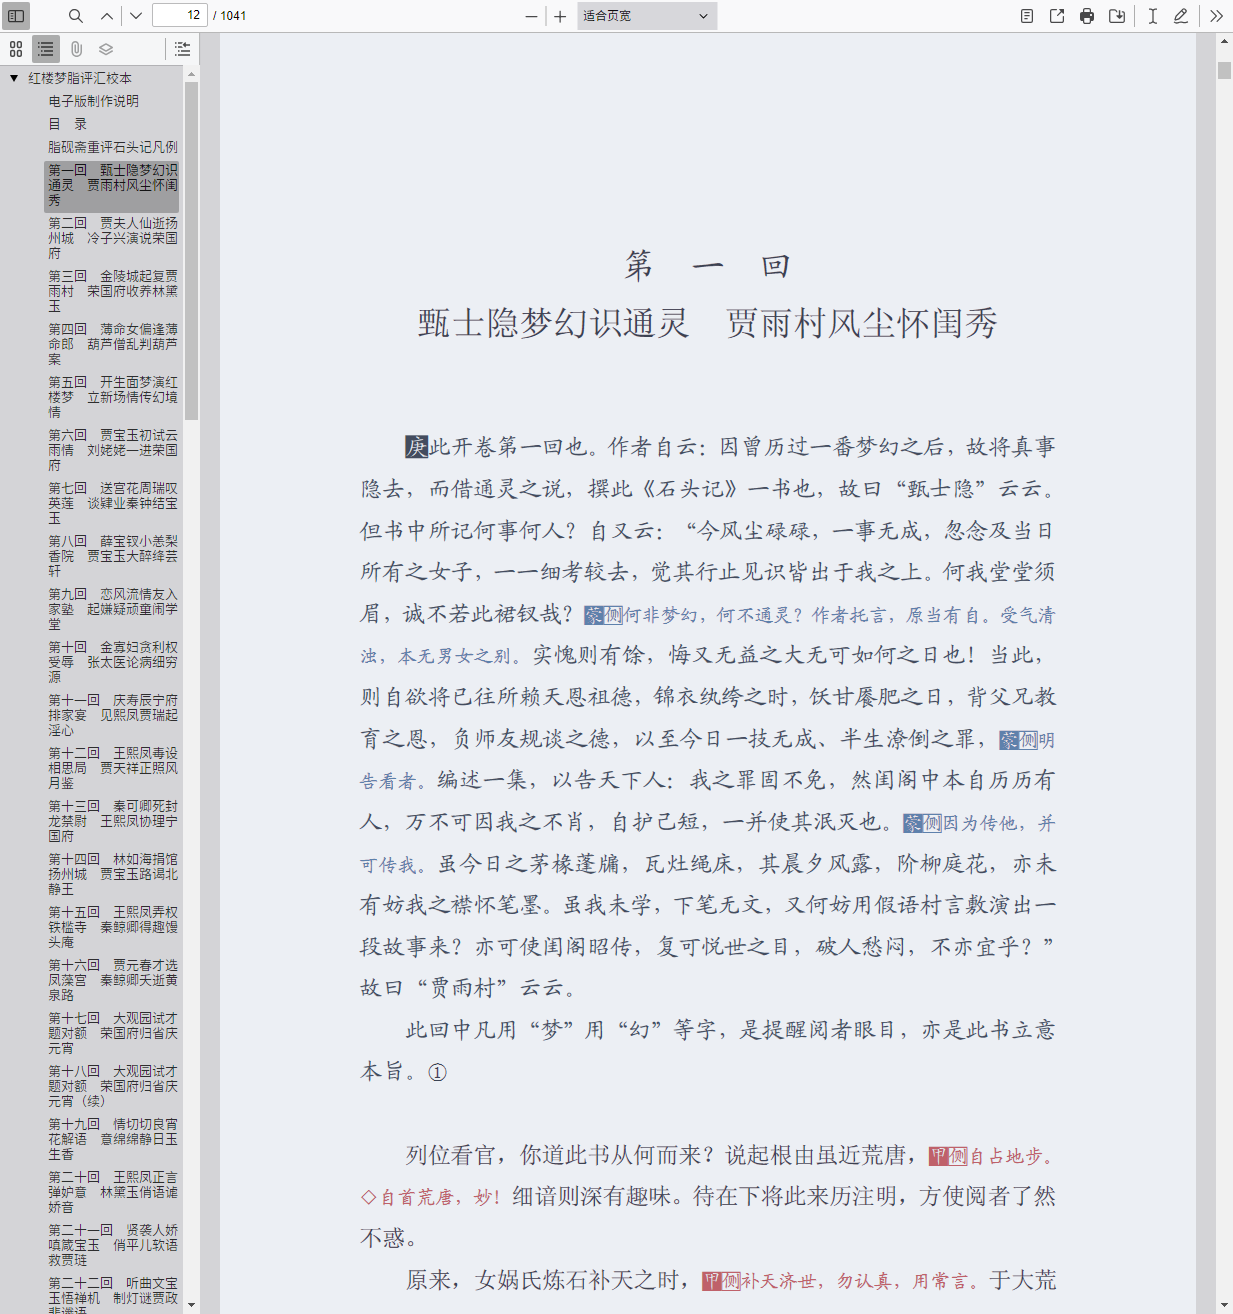 12 / 1041
适合页宽
红楼梦脂评汇校本
电子版制作说明
目　录
脂砚斋重评石头记凡例
第一回　甄士隐梦幻识
通灵　贾雨村风尘怀闺
秀
第二回　贾夫人仙逝扬
州城　冷子兴演说荣国
府
第三回　金陵城起复贾
雨村　荣国府收养林黛
玉
第四回　薄命女偏逢薄
命郎　葫芦僧乱判葫芦
案
第五回　开生面梦演红
楼梦　立新场情传幻境
情
第六回　贾宝玉初试云
雨情　刘姥姥一进荣国
府
第七回　送宫花周瑞叹
英莲　谈肄业秦钟结宝
玉
第八回　薛宝钗小恙梨
香院　贾宝玉大醉绛芸
轩
第九回　恋风流情友入
家塾　起嫌疑顽童闹学
堂
第十回　金寡妇贪利权
受辱　张太医论病细穷
源
第十一回　庆寿辰宁府
排家宴　见熙凤贾瑞起
淫心
第十二回　王熙凤毒设
相思局　贾天祥正照风
月鉴
第十三回　秦可卿死封
龙禁尉　王熙凤协理宁
国府
第十四回　林如海捐馆
扬州城　贾宝玉路谒北
静王
第十五回　王熙凤弄权
铁槛寺　秦鲸卿得趣馒
头庵
第十六回　贾元春才选
凤藻宫　秦鲸卿夭逝黄
泉路
第十七回　大观园试才
题对额　荣国府归省庆
元宵
第十八回　大观园试才
题对额　荣国府归省庆
元宵（续）
第十九回　情切切良宵
花解语　意绵绵静日玉
生香
第二十回　王熙凤正言
弹妒意　林黛玉俏语谑
娇音
第二十一回　贤袭人娇
嗔箴宝玉　俏平儿软语
救贾琏
第二十二回　听曲文宝
玉悟禅机　制灯谜贾政
悲谶语
第　一　回
甄士隐梦幻识通灵　贾雨村风尘怀闺秀
庚此开卷第一回也。作者自云：因曾历过一番梦幻之后，故将真事
隐去，而借通灵之说，撰此《石头记》一书也，故曰“甄士隐”云云。
但书中所记何事何人？自又云：“今风尘碌碌，一事无成，忽念及当日
所有之女子，一一细考较去，觉其行止见识皆出于我之上。何我堂堂须
眉，诚不若此裙钗哉？蒙侧何非梦幻，何不通灵？作者托言，原当有自。受气清
浊，本无男女之别。实愧则有馀，悔又无益之大无可如何之日也！当此，
则自欲将已往所赖天恩祖德，锦衣纨绔之时，饫甘餍肥之日，背父兄教
育之恩，负师友规谈之德，以至今日一技无成、半生潦倒之罪，蒙侧明
告看者。编述一集，以告天下人：我之罪固不免，然闺阁中本自历历有
人，万不可因我之不肖，自护己短，一并使其泯灭也。蒙侧因为传他，并
可传我。虽今日之茅椽蓬牖，瓦灶绳床，其晨夕风露，阶柳庭花，亦未
有妨我之襟怀笔墨。虽我未学，下笔无文，又何妨用假语村言敷演出一
段故事来？亦可使闺阁昭传，复可悦世之目，破人愁闷，不亦宜乎？”
故曰“贾雨村”云云。
此回中凡用“梦”用“幻”等字，是提醒阅者眼目，亦是此书立意
本旨。①
列位看官，你道此书从何而来？说起根由虽近荒唐，甲侧自占地步。
◇自首荒唐，妙！细谙则深有趣味。待在下将此来历注明，方使阅者了然
不惑。
原来，女娲氏炼石补天之时，甲侧补天济世，勿认真，用常言。于大荒